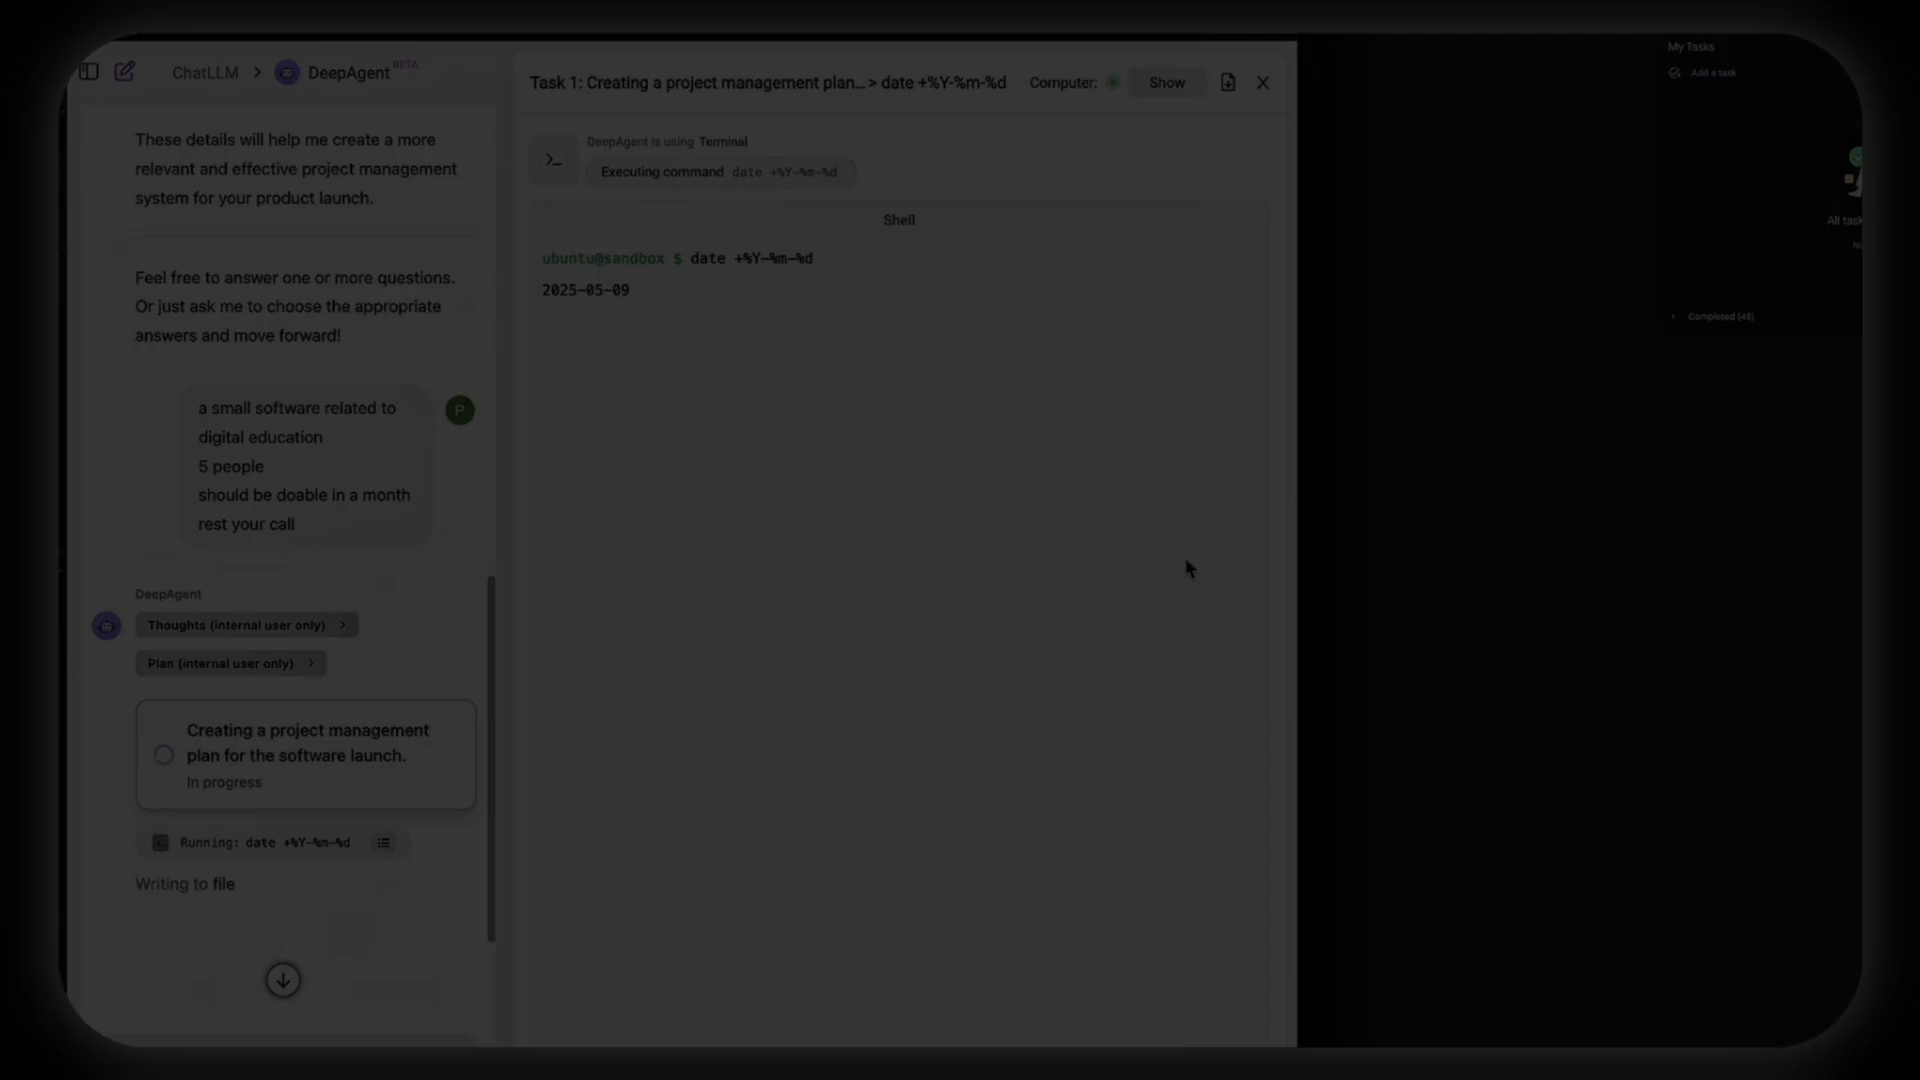 ChatLLM > DeepAgent BETA
These details will help me create a more
relevant and effective project management
system for your product launch.
Feel free to answer one or more questions.
Or just ask me to choose the appropriate
answers and move forward!
a small software related to
digital education
5 people
should be doable in a month
rest your call
P
DeepAgent
Thoughts (internal user only) >
Plan (internal user only) >
Creating a project management
plan for the software launch.
In progress
Running: date +%Y-%m-%d
Writing to file
Task 1: Creating a project management plan... > date +%Y-%m-%d
Computer:
Show
DeepAgent is using Terminal
Executing command date +%Y-%m-%d
Shell
ubuntu@sandbox $ date +%Y-%m-%d
2025-05-09
My Tasks
Add a task
All task
Completed (48)